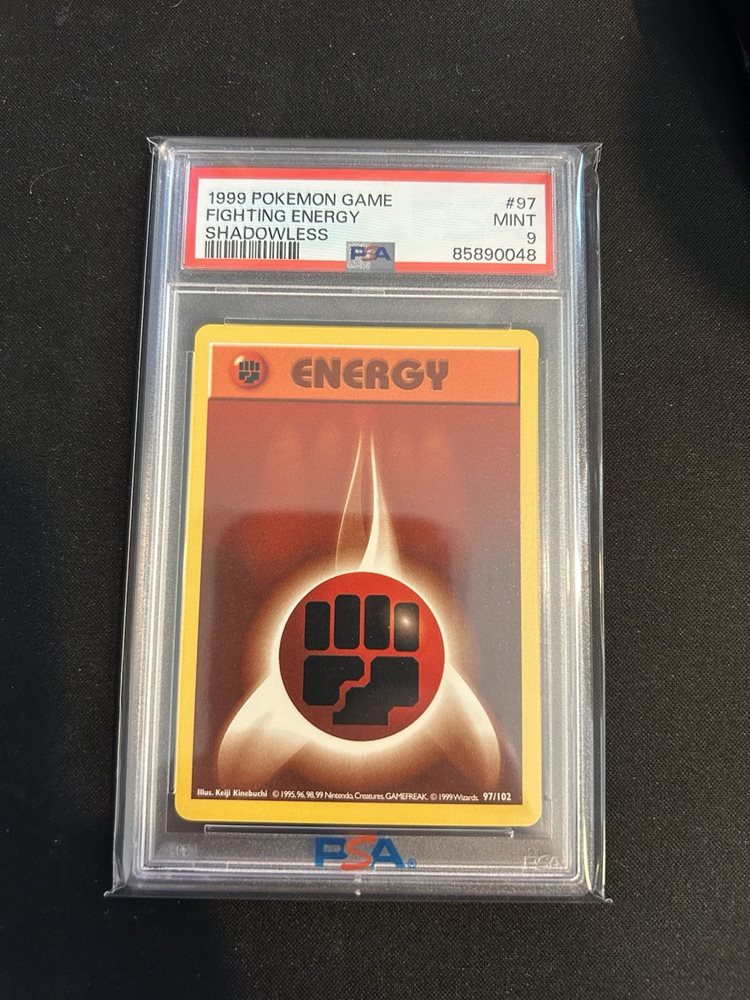 1999 POKEMON GAME #97
FIGHTING ENERGY MINT
SHADOWLESS 9
PSA 85890048
ENERGY
Illus. Keiji Kinebuchi © 1995, 96, 98, 99 Nintendo, Creatures, GAMEFREAK. © 1999 Wizards. 97/102
PSA®
PSA